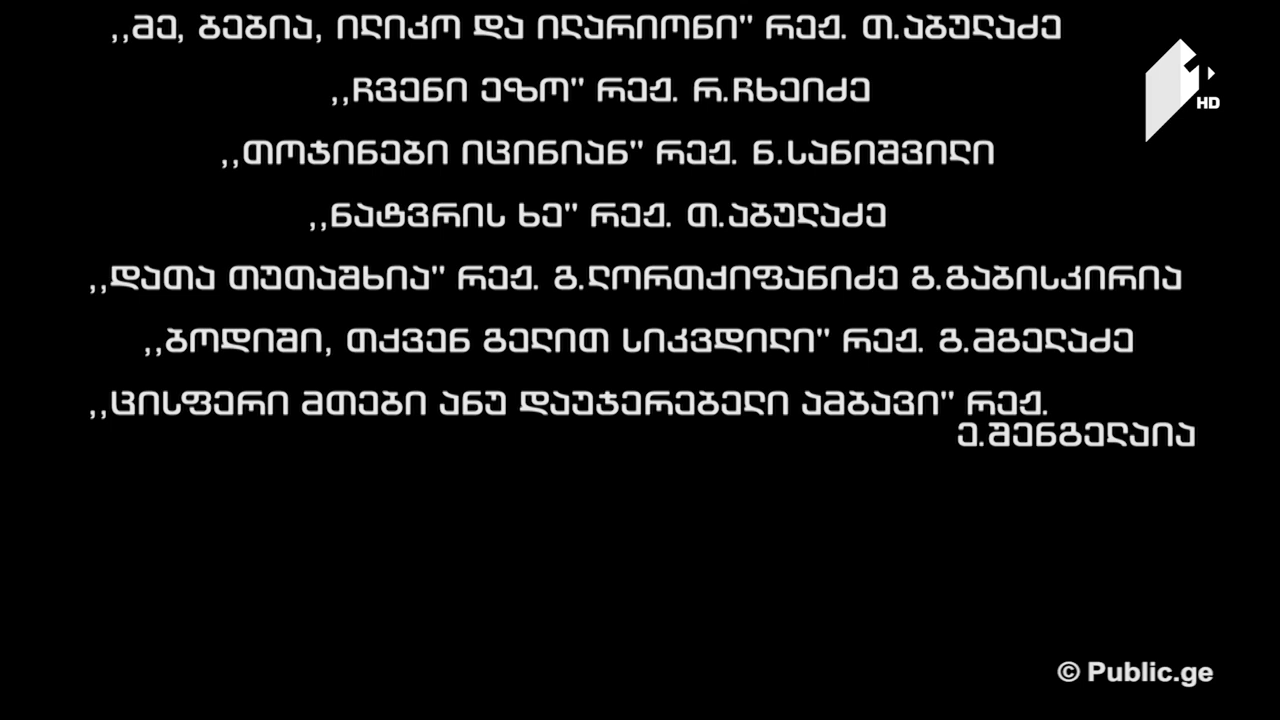 ,,მე, ბებია, ილიკო და ილარიონი" რეჟ. თ.აბულაძე
,,ჩვენი ეზო" რეჟ. რ.ჩხეიძე
,,თოჯინები იცინიან" რეჟ. ნ.სანიშვილი
,,ნატვრის ხე" რეჟ. თ.აბულაძე
,,დათა თუთაშხია" რეჟ. გ.ლორთქიფანიძე გ.გაბისკირია
,,ბოდიში, თქვენ გელით სიკვდილი" რეჟ. გ.მგელაძე
,,ცისფერი მთები ანუ დაუჯერებელი ამბავი" რეჟ.
ე.შენგელაია
1 HD
© Public.ge